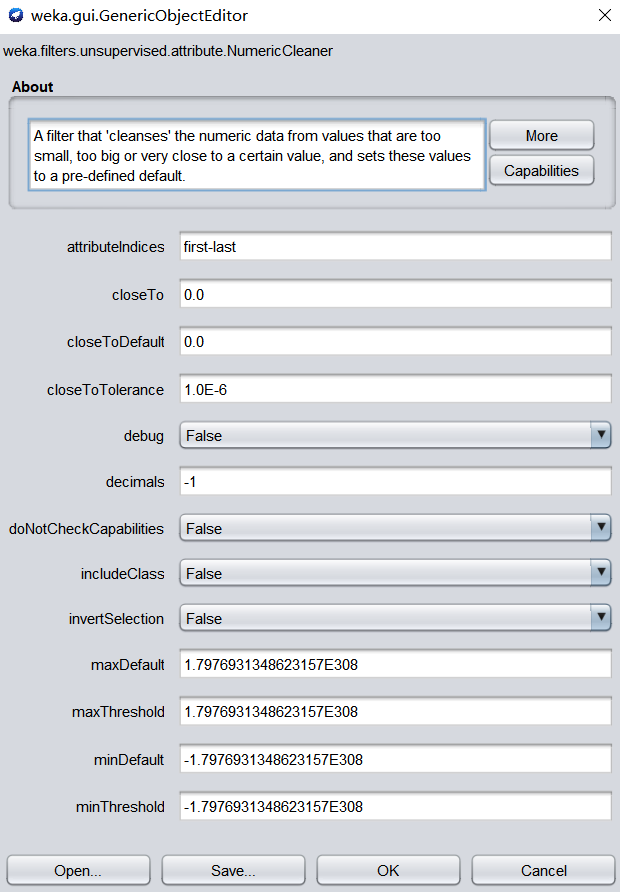 weka.gui.GenericObjectEditor
weka.filters.unsupervised.attribute.NumericCleaner
About
A filter that 'cleanses' the numeric data from values that are too
small, too big or very close to a certain value, and sets these values
to a pre-defined default.
More
Capabilities
attributeIndices first-last
closeTo 0.0
closeToDefault 0.0
closeToTolerance 1.0E-6
debug False
decimals -1
doNotCheckCapabilities False
includeClass False
invertSelection False
maxDefault 1.7976931348623157E308
maxThreshold 1.7976931348623157E308
minDefault -1.7976931348623157E308
minThreshold -1.7976931348623157E308
Open... Save... OK Cancel